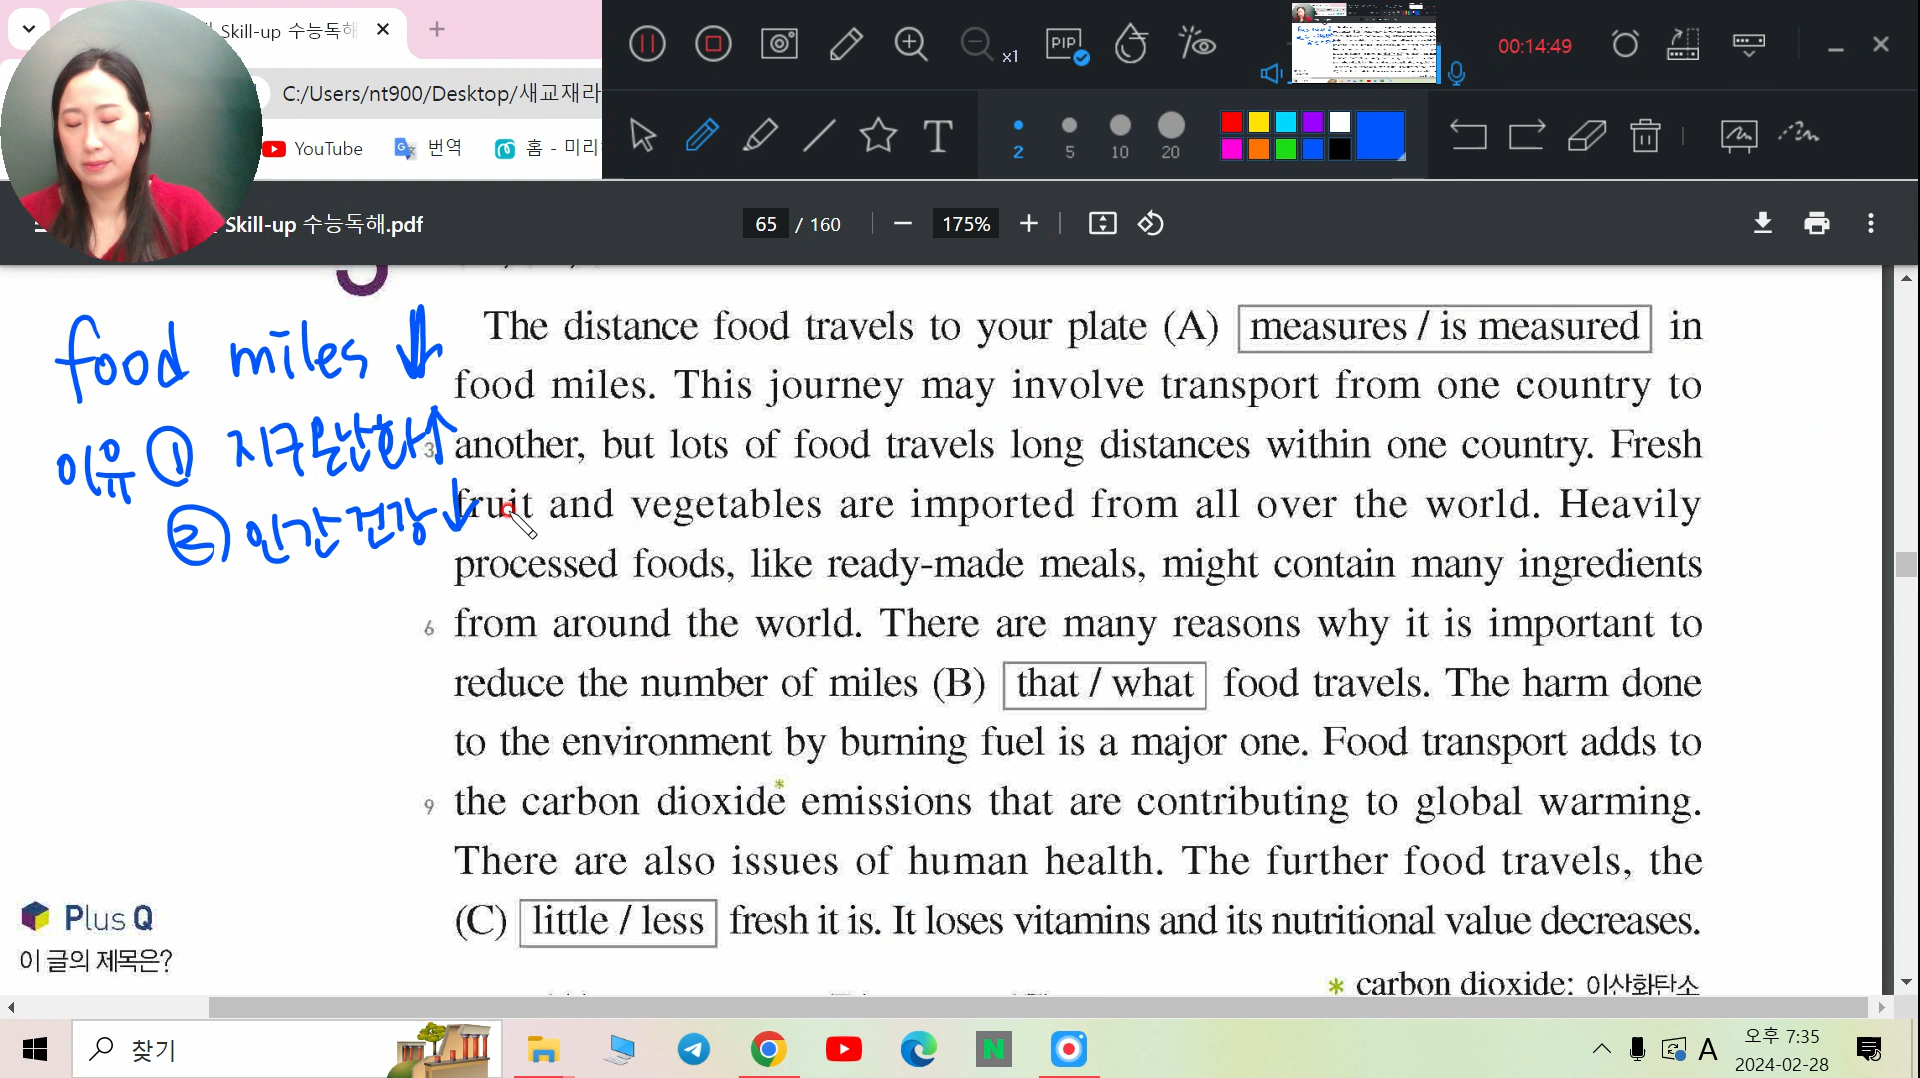 Skill-up 수능독해
C:/Users/nt900/Desktop/새교재라
YouTube
번역
홈 - 미리
x1
PIP
00:14:49
T
2
5
10
20
Skill-up 수능독해.pdf
65 / 160
175%
food miles ↓
이유 ① 지구온난화↑
② 인간 건강↓
The distance food travels to your plate (A) measures / is measured in
food miles. This journey may involve transport from one country to
3 another, but lots of food travels long distances within one country. Fresh
fruit and vegetables are imported from all over the world. Heavily
processed foods, like ready-made meals, might contain many ingredients
6 from around the world. There are many reasons why it is important to
reduce the number of miles (B) that / what food travels. The harm done
to the environment by burning fuel is a major one. Food transport adds to
9 the carbon dioxide* emissions that are contributing to global warming.
There are also issues of human health. The further food travels, the
(C) little / less fresh it is. It loses vitamins and its nutritional value decreases.
* carbon dioxide: 이산화탄소
Plus Q
이 글의 제목은?
찾기
N
A
오후 7:35
2024-02-28